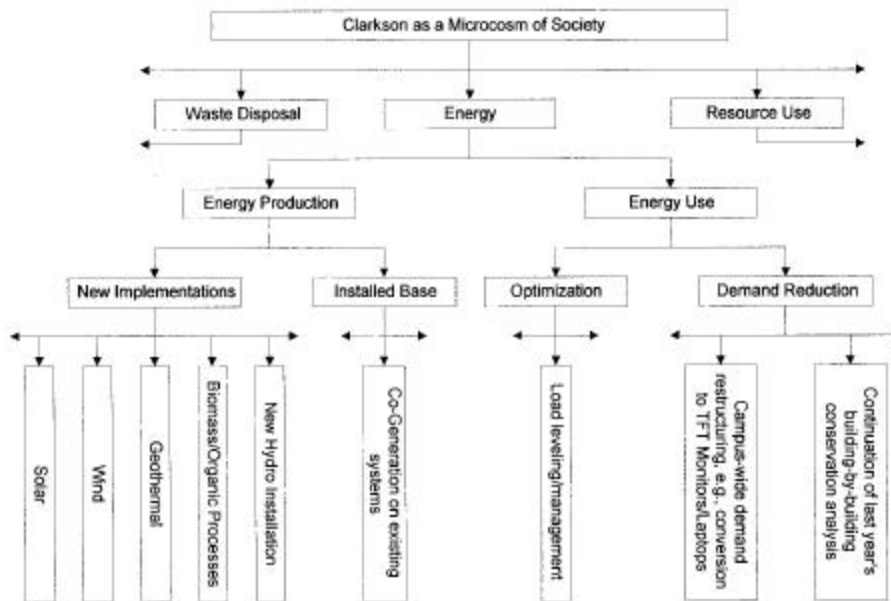 Clarkson as a Microcosm of Society
Waste Disposal
Energy
Resource Use
Energy Production
Energy Use
New Implementations
Installed Base
Optimization
Demand Reduction
Solar
Wind
Geothermal
Biomass/Organic Processes
New Hydro Installation
Co-Generation on existing
systems
Load leveling/management
Campus-wide demand
restructuring, e.g., conversion
to TFT Monitors/Laptops
Continuation of last year's
building-by-building
conservation analysis